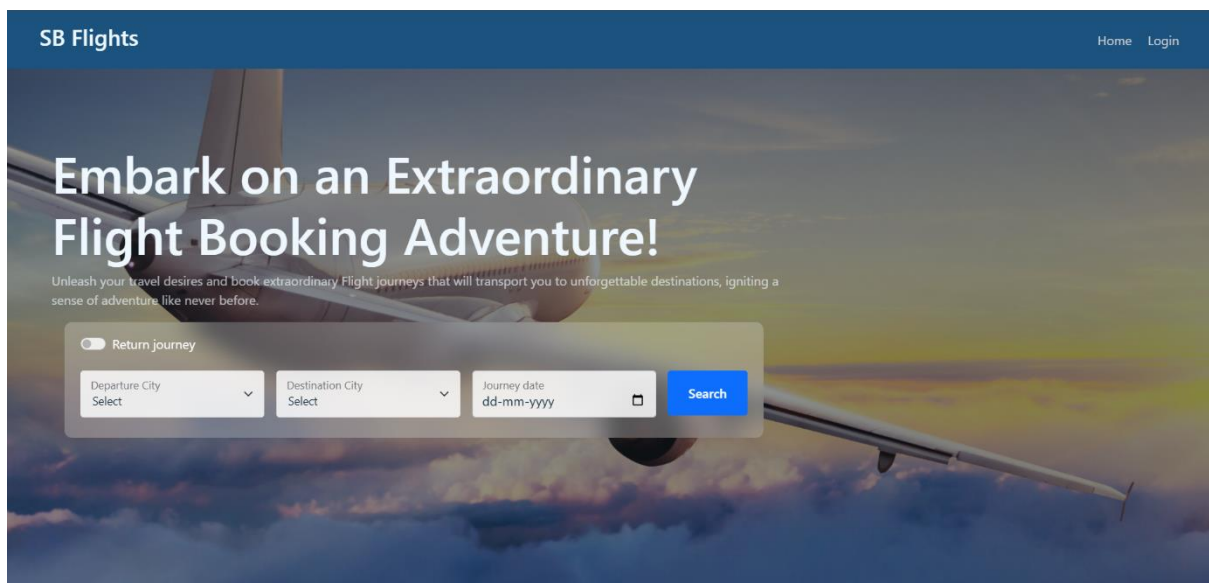 SB Flights
Home Login
Embark on an Extraordinary
Flight Booking Adventure!
Unleash your travel desires and book extraordinary Flight journeys that will transport you to unforgettable destinations, igniting a
sense of adventure like never before.
Return journey
Departure City
Select
Destination City
Select
Journey date
dd-mm-yyyy
Search